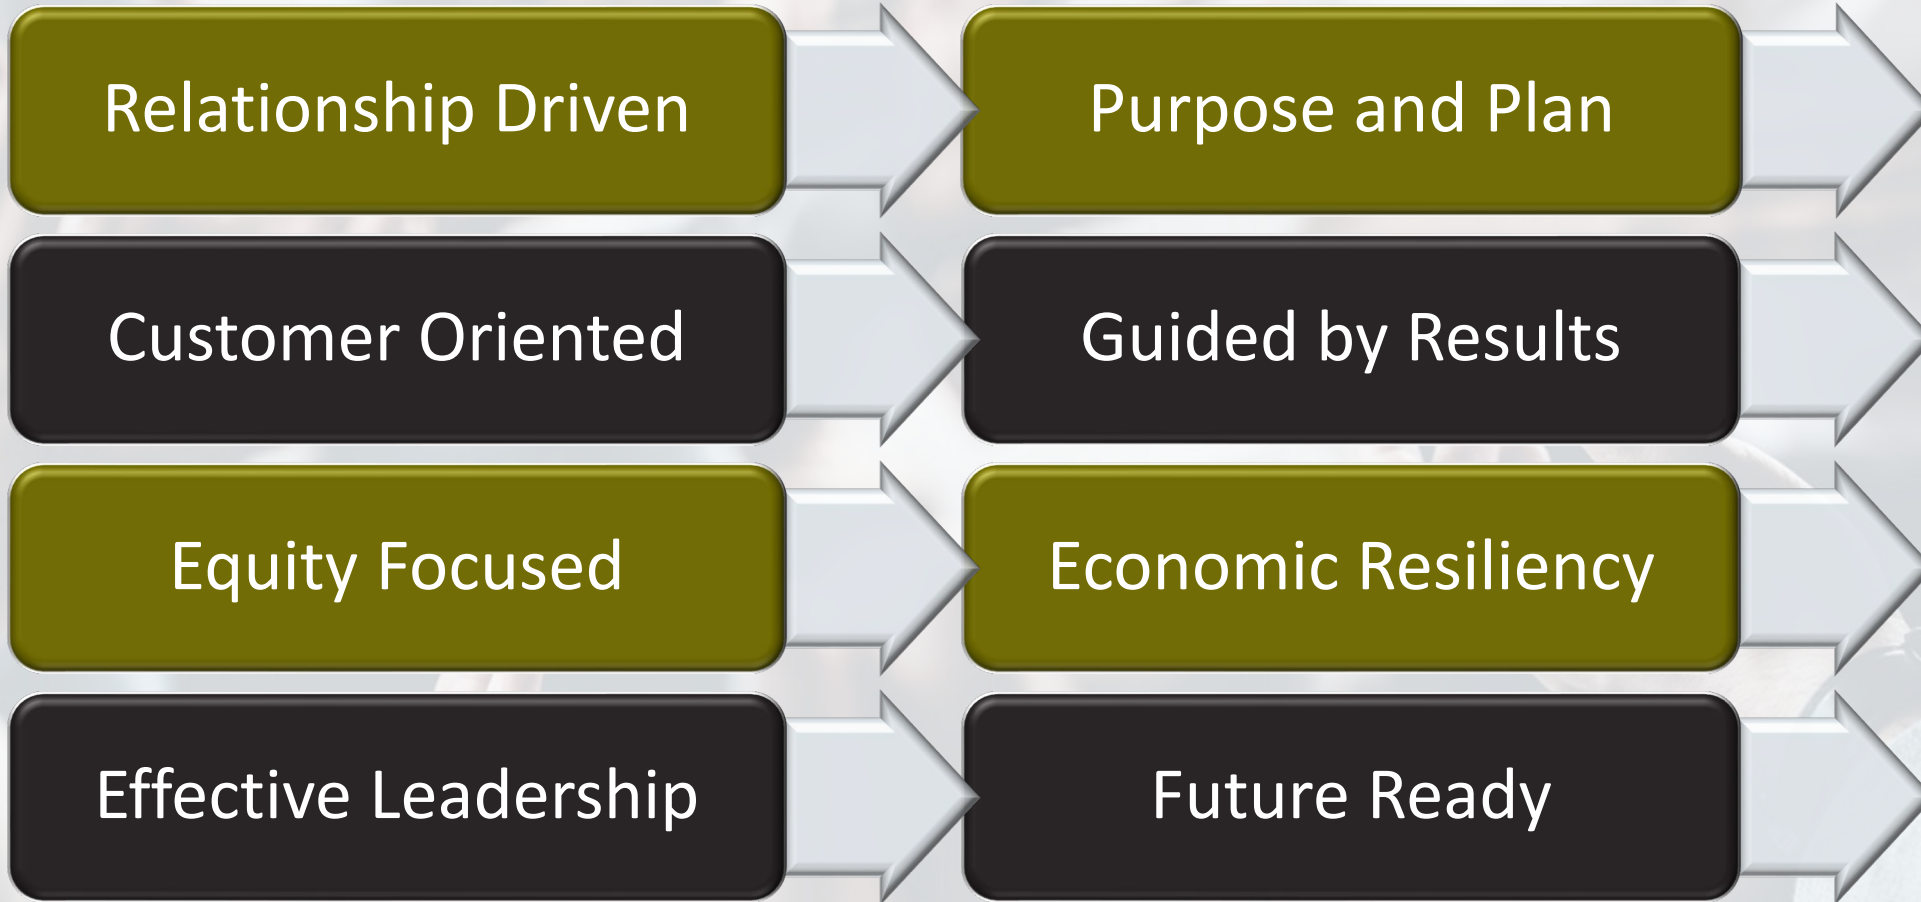 Relationship Driven
Purpose and Plan
Customer Oriented
Guided by Results
Equity Focused
Economic Resiliency
Effective Leadership
Future Ready